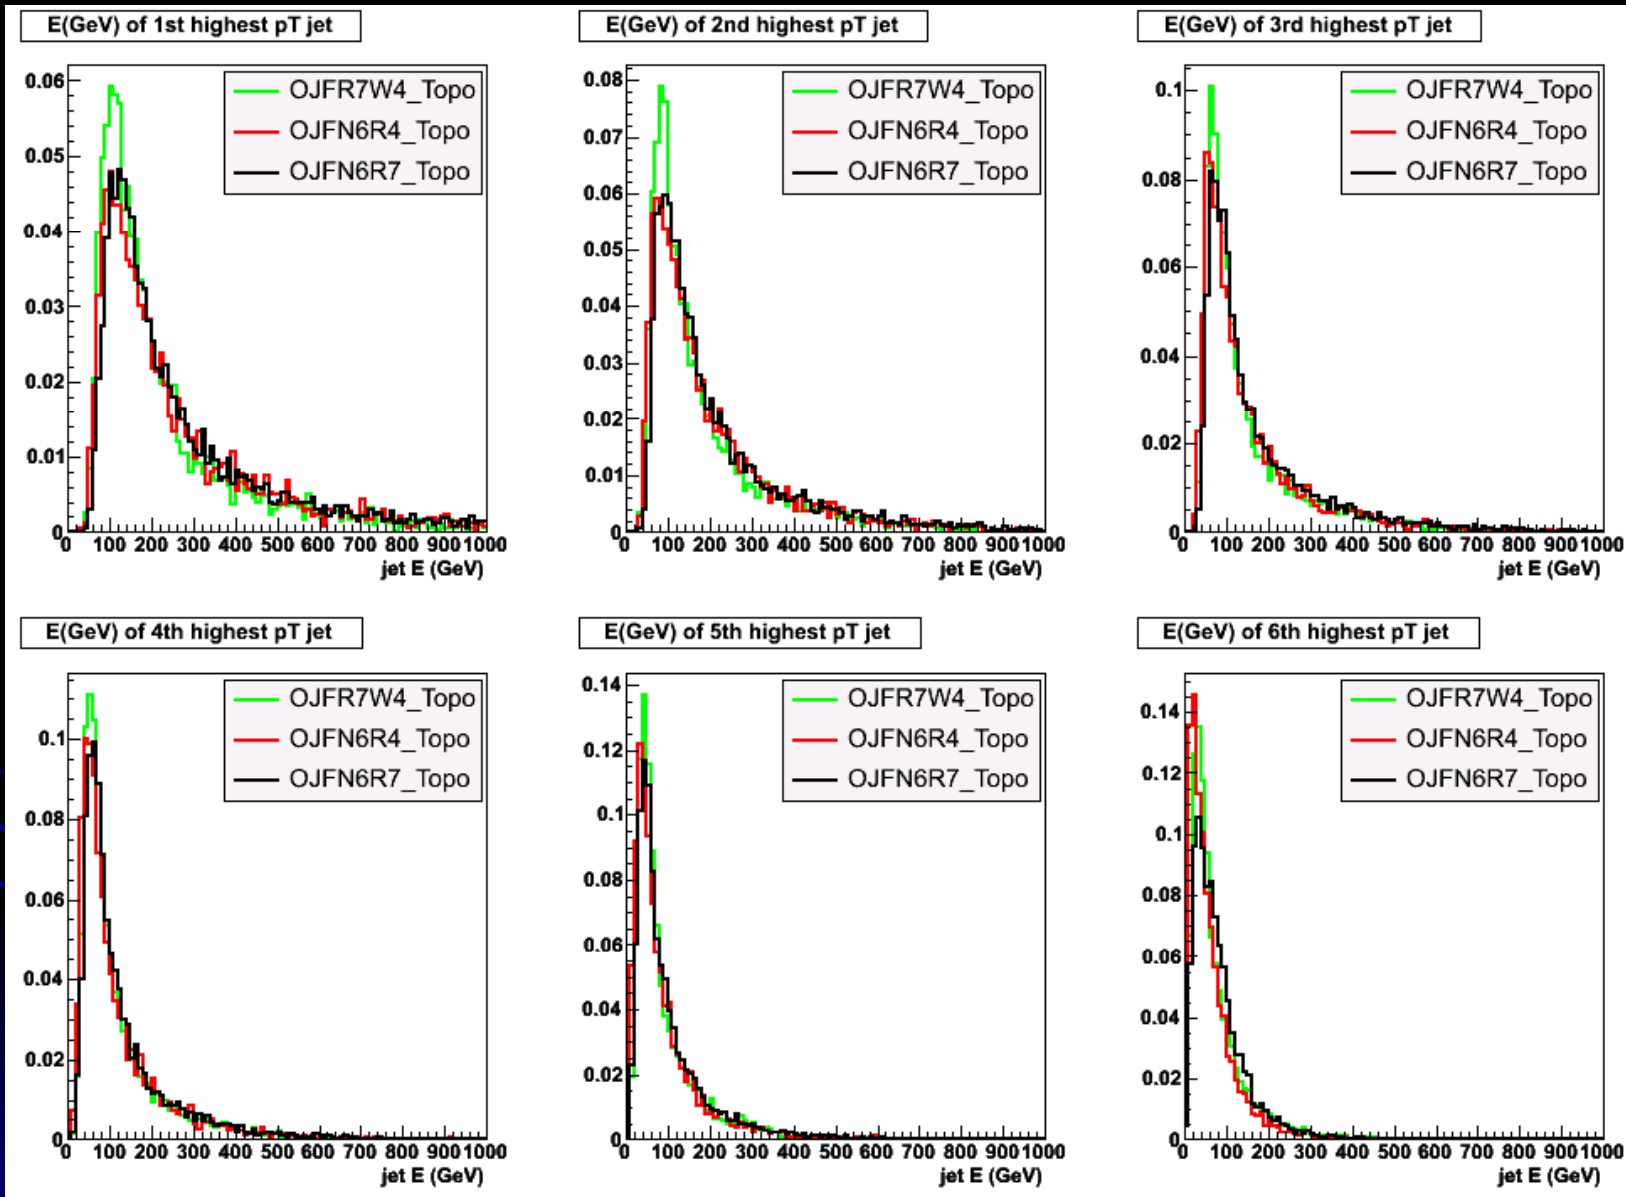 E(GeV) of 1st highest pT jet
0.06
0.05
0.04
0.03
0.02
0.01
0
OJFR7W4_Topo
OJFN6R4_Topo
OJFN6R7_Topo
0 100 200 300 400 500 600 700 800 900 1000
jet E (GeV)
E(GeV) of 2nd highest pT jet
0.08
0.07
0.06
0.05
0.04
0.03
0.02
0.01
0
OJFR7W4_Topo
OJFN6R4_Topo
OJFN6R7_Topo
0 100 200 300 400 500 600 700 800 900 1000
jet E (GeV)
E(GeV) of 3rd highest pT jet
0.1
0.08
0.06
0.04
0.02
0
OJFR7W4_Topo
OJFN6R4_Topo
OJFN6R7_Topo
0 100 200 300 400 500 600 700 800 900 1000
jet E (GeV)
E(GeV) of 4th highest pT jet
0.1
0.08
0.06
0.04
0.02
0
OJFR7W4_Topo
OJFN6R4_Topo
OJFN6R7_Topo
0 100 200 300 400 500 600 700 800 900 1000
jet E (GeV)
E(GeV) of 5th highest pT jet
0.14
0.12
0.1
0.08
0.06
0.04
0.02
0
OJFR7W4_Topo
OJFN6R4_Topo
OJFN6R7_Topo
0 100 200 300 400 500 600 700 800 900 1000
jet E (GeV)
E(GeV) of 6th highest pT jet
0.14
0.12
0.1
0.08
0.06
0.04
0.02
0
OJFR7W4_Topo
OJFN6R4_Topo
OJFN6R7_Topo
0 100 200 300 400 500 600 700 800 900 1000
jet E (GeV)